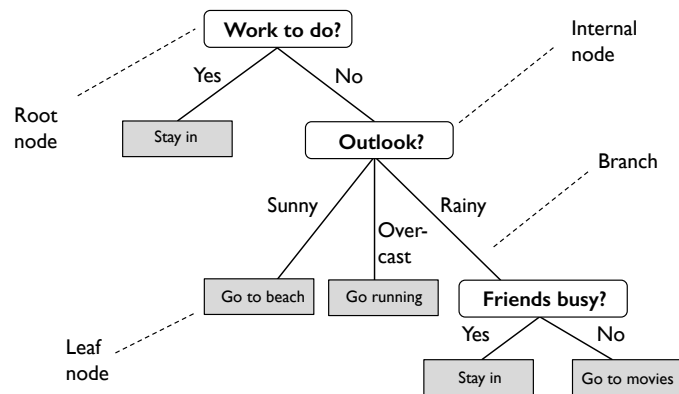 Work to do?
Internal
node
Yes
No
Root
node
Stay in
Outlook?
Branch
Sunny
Rainy
Over-
cast
Go to beach
Go running
Friends busy?
Yes
No
Leaf
node
Stay in
Go to movies